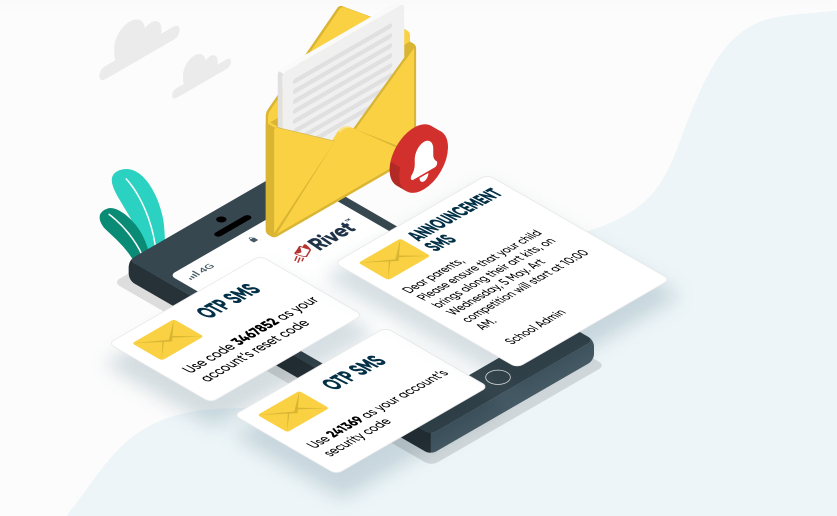 4G
Rivet™
ANNOUNCEMENT
SMS
Dear parents,
Please ensure that your child
brings along their art kits, on
Wednesday, 5 May. Art
competition will start at 10:00
AM.
School Admin
OTP SMS
Use code 3467852 as your
account's reset code
OTP SMS
Use 241369 as your account's
security code